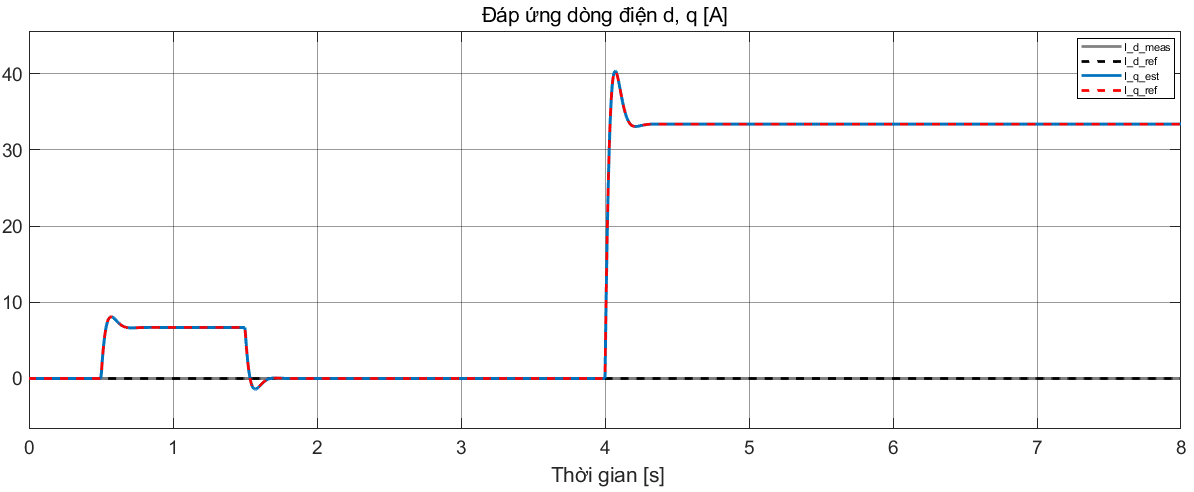 Đáp ứng dòng điện d, q [A]
I_d_meas
I_d_ref
I_q_est
I_q_ref
40
30
20
10
0
0 1 2 3 4 5 6 7 8
Thời gian [s]